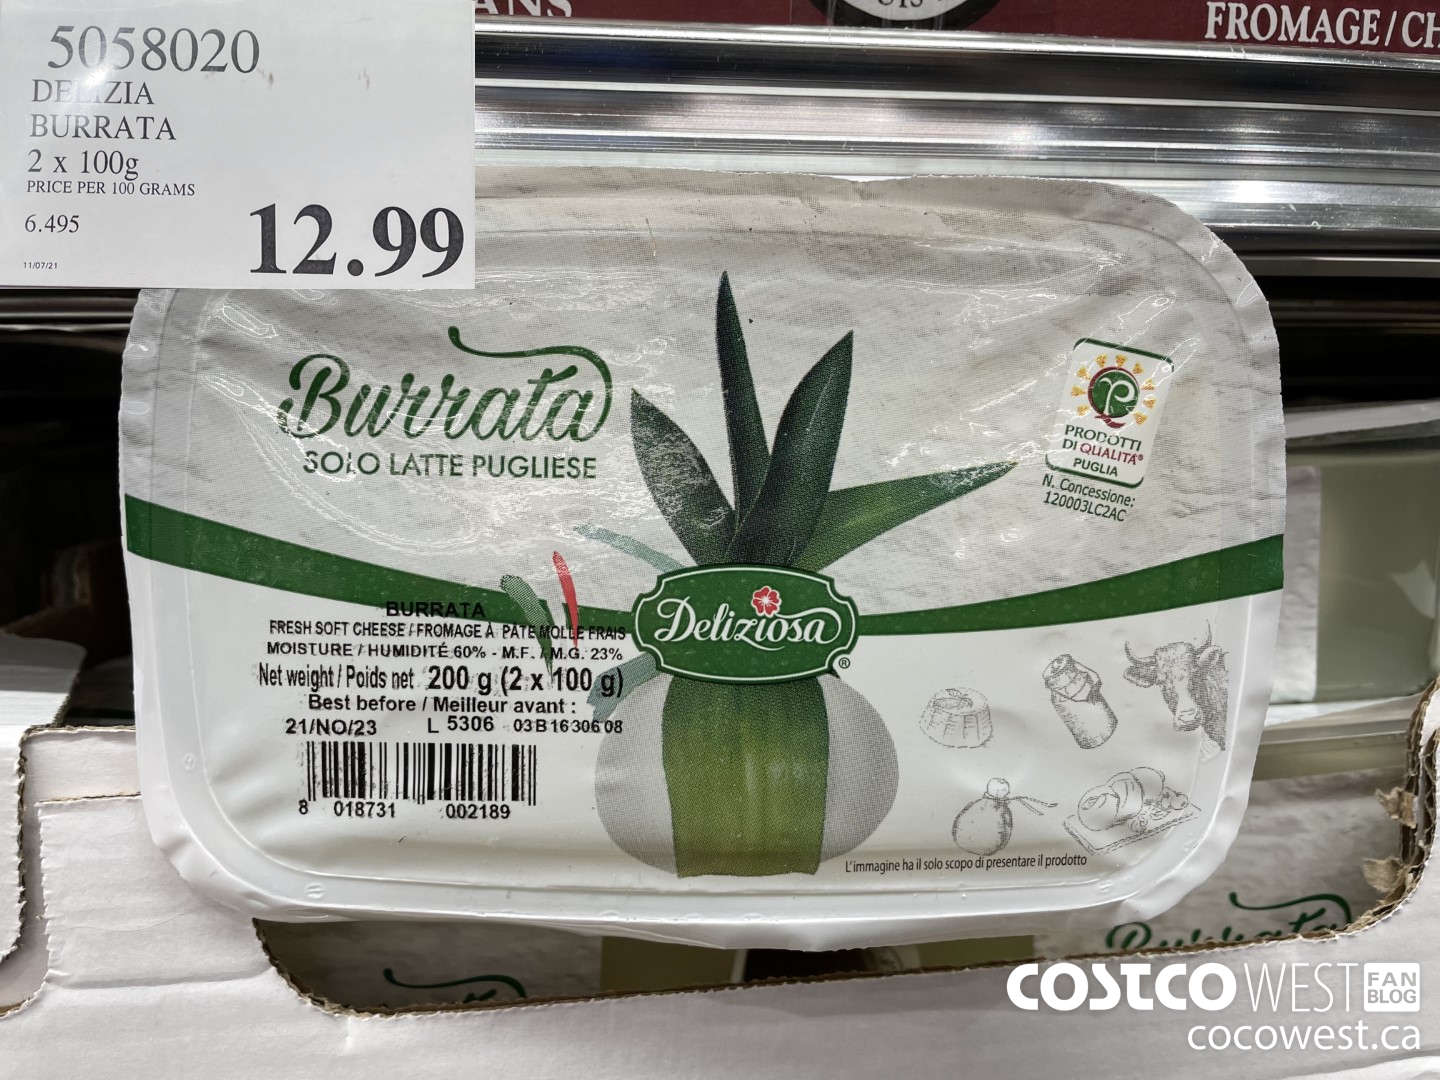 5058020
DELIZIA
BURRATA
2 x 100g
PRICE PER 100 GRAMS
6.495
12.99
11/07/21
FROMAGE/CH
Burrata
SOLO LATTE PUGLIESE
PRODOTTI
DI QUALITÀ®
PUGLIA
N. Concessione:
120003LC2AC
Deliziosa®
BURRATA
FRESH SOFT CHEESE / FROMAGE À PÂTE MOLLE FRAIS
MOISTURE / HUMIDITÉ 60% - M.F. / M.G. 23%
Net weight / Poids net 200 g (2 x 100 g)
Best before / Meilleur avant :
21/NO/23 L 5306 03B1630608
8 018731 002189
L'immagine ha il solo scopo di presentare il prodotto
Burrata
COSTCO WEST FAN BLOG
cocowest.ca